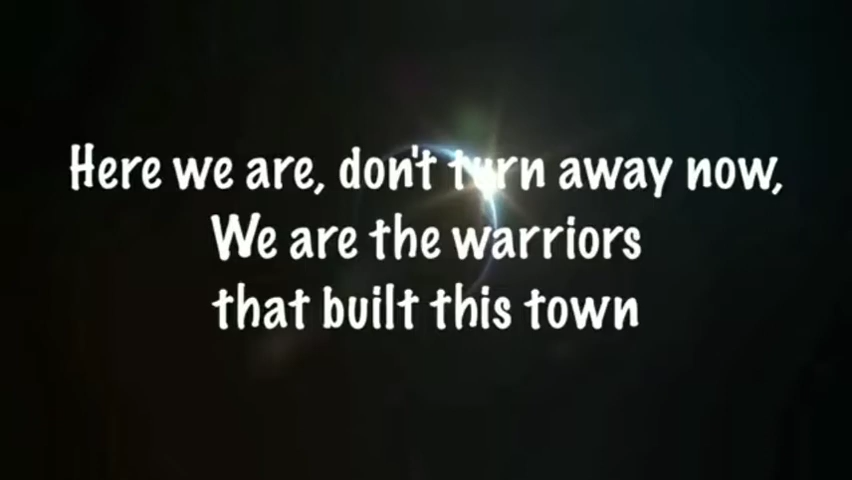 Here we are, don't turn away now,
We are the warriors
that built this town